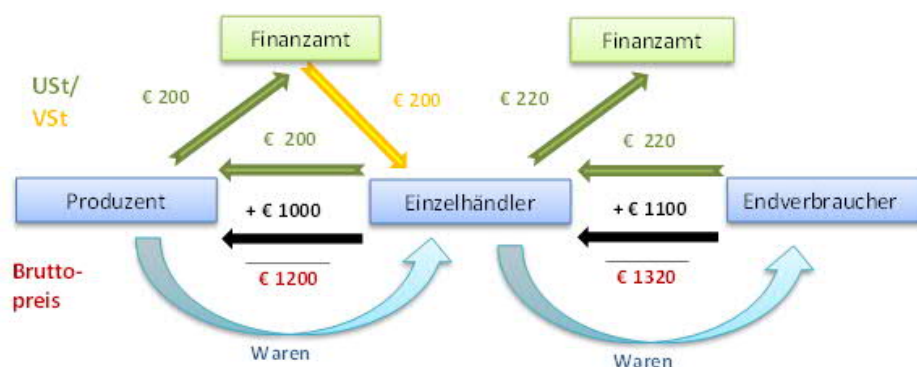 Finanzamt
Finanzamt
USt/
VSt
€ 200
€ 200
€ 220
€ 200
€ 220
Produzent
+ € 1000
Einzelhändler
+ € 1100
Endverbraucher
Brutto-
preis
€ 1200
€ 1320
Waren
Waren